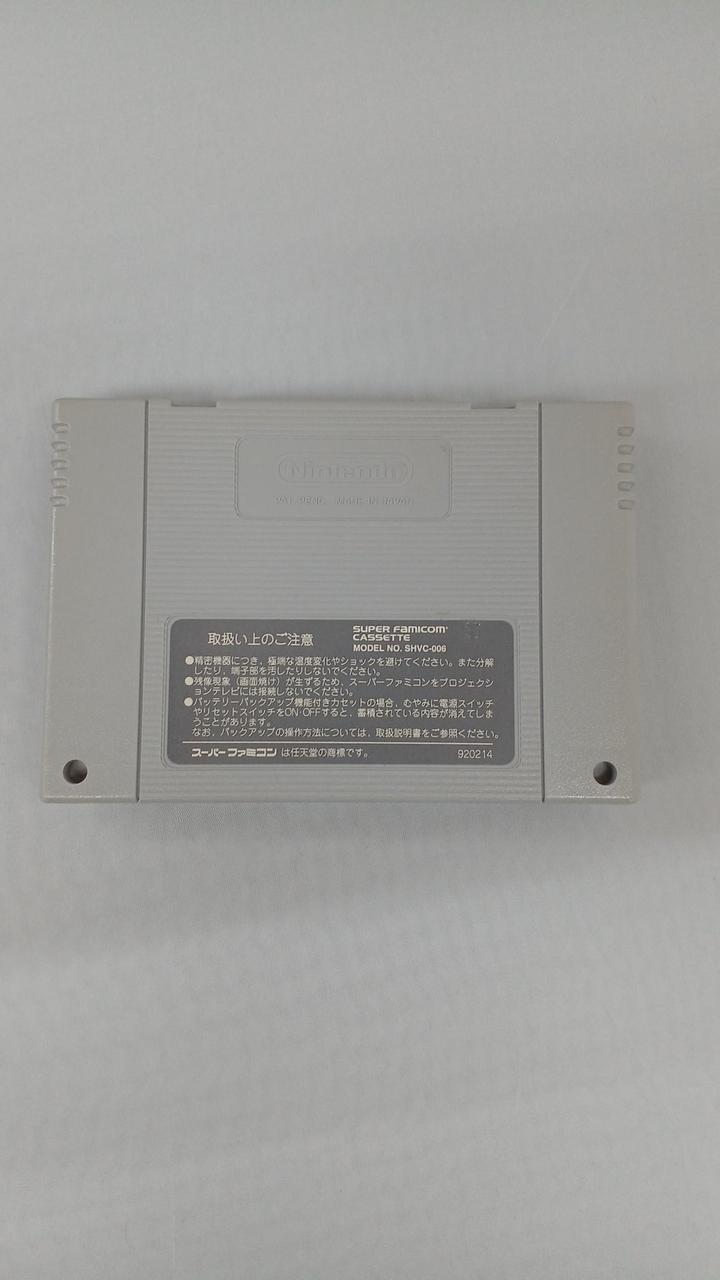 Nintendo
PAT. PEND. MADE IN JAPAN
取扱い上のご注意
SUPER FAMICOM
CASSETTE
MODEL NO. SHVC-006
●精密機器につき、極端な温度変化やショックを避けてください。また分解
したり、端子部を汚したりしないでください。
●残像現象（画面焼け）が生ずるため、スーパーファミコンをプロジェクシ
ョンテレビには接続しないでください。
●バッテリーバックアップ機能付きカセットの場合、むやみに電源スイッチ
やリセットスイッチをON・OFFすると、蓄積されている内容が消えてしま
うことがあります。
なお、バックアップの操作方法については、取扱説明書をご参照ください。
スーパーファミコン は任天堂の商標です。
920214